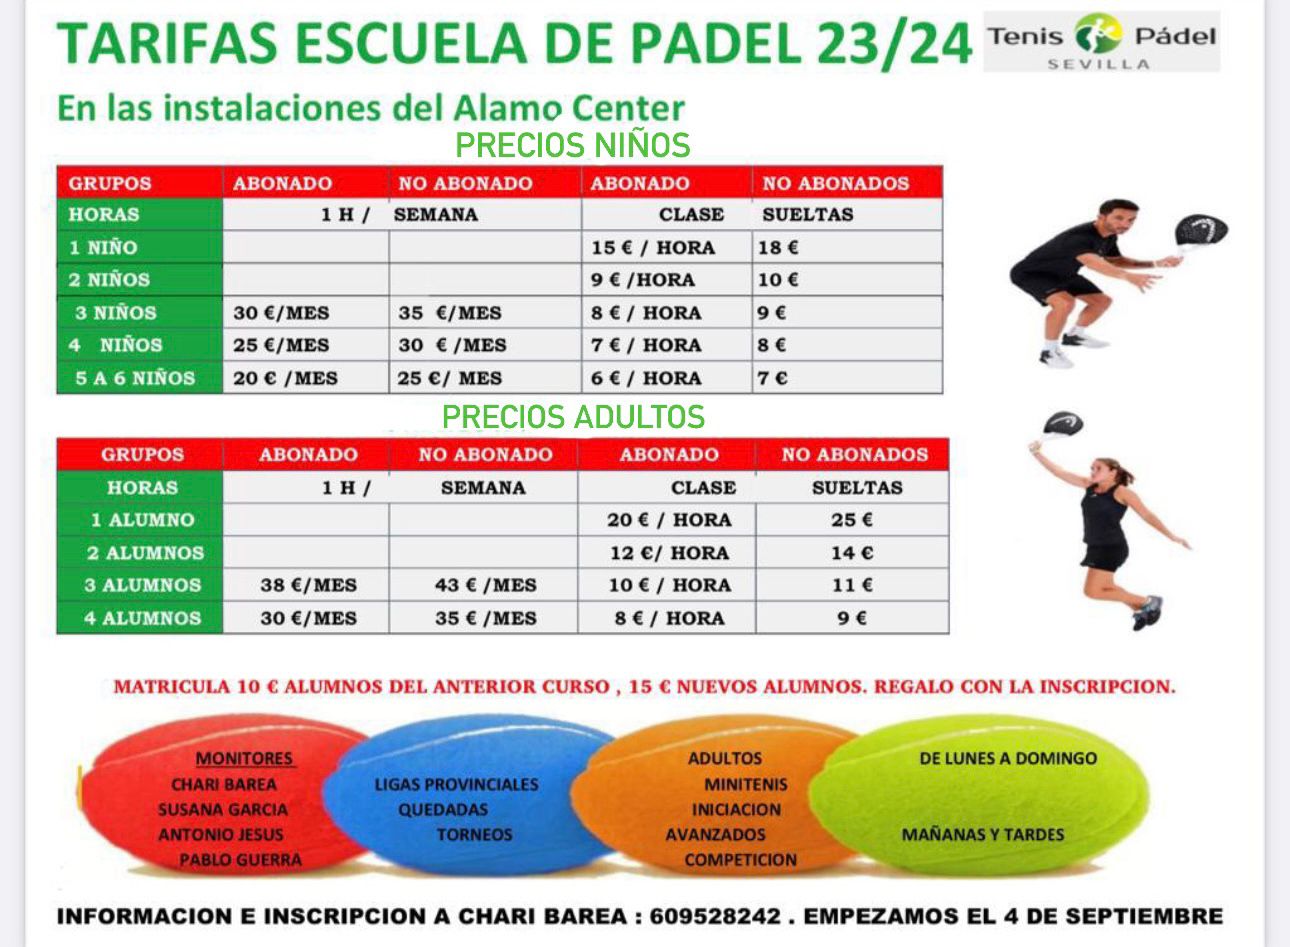 TARIFAS ESCUELA DE PADEL 23/24
Tenis Pádel
SEVILLA
En las instalaciones del Alamo Center
PRECIOS NIÑOS
GRUPOS ABONADO NO ABONADO ABONADO NO ABONADOS
HORAS 1 H / SEMANA CLASE SUELTAS
1 NIÑO 15 € / HORA 18 €
2 NIÑOS 9 € /HORA 10 €
3 NIÑOS 30 €/MES 35 €/MES 8 € / HORA 9 €
4 NIÑOS 25 €/MES 30 € /MES 7 € / HORA 8 €
5 A 6 NIÑOS 20 € /MES 25 €/ MES 6 € / HORA 7 €
PRECIOS ADULTOS
GRUPOS ABONADO NO ABONADO ABONADO NO ABONADOS
HORAS 1 H / SEMANA CLASE SUELTAS
1 ALUMNO 20 € / HORA 25 €
2 ALUMNOS 12 €/ HORA 14 €
3 ALUMNOS 38 €/MES 43 € /MES 10 € / HORA 11 €
4 ALUMNOS 30 €/MES 35 € /MES 8 € / HORA 9 €
MATRICULA 10 € ALUMNOS DEL ANTERIOR CURSO , 15 € NUEVOS ALUMNOS. REGALO CON LA INSCRIPCION.
MONITORES
CHARI BAREA
SUSANA GARCIA
ANTONIO JESUS
PABLO GUERRA
LIGAS PROVINCIALES
QUEDADAS
TORNEOS
ADULTOS
MINITENIS
INICIACION
AVANZADOS
COMPETICION
DE LUNES A DOMINGO
MAÑANAS Y TARDES
INFORMACION E INSCRIPCION A CHARI BAREA : 609528242 . EMPEZAMOS EL 4 DE SEPTIEMBRE